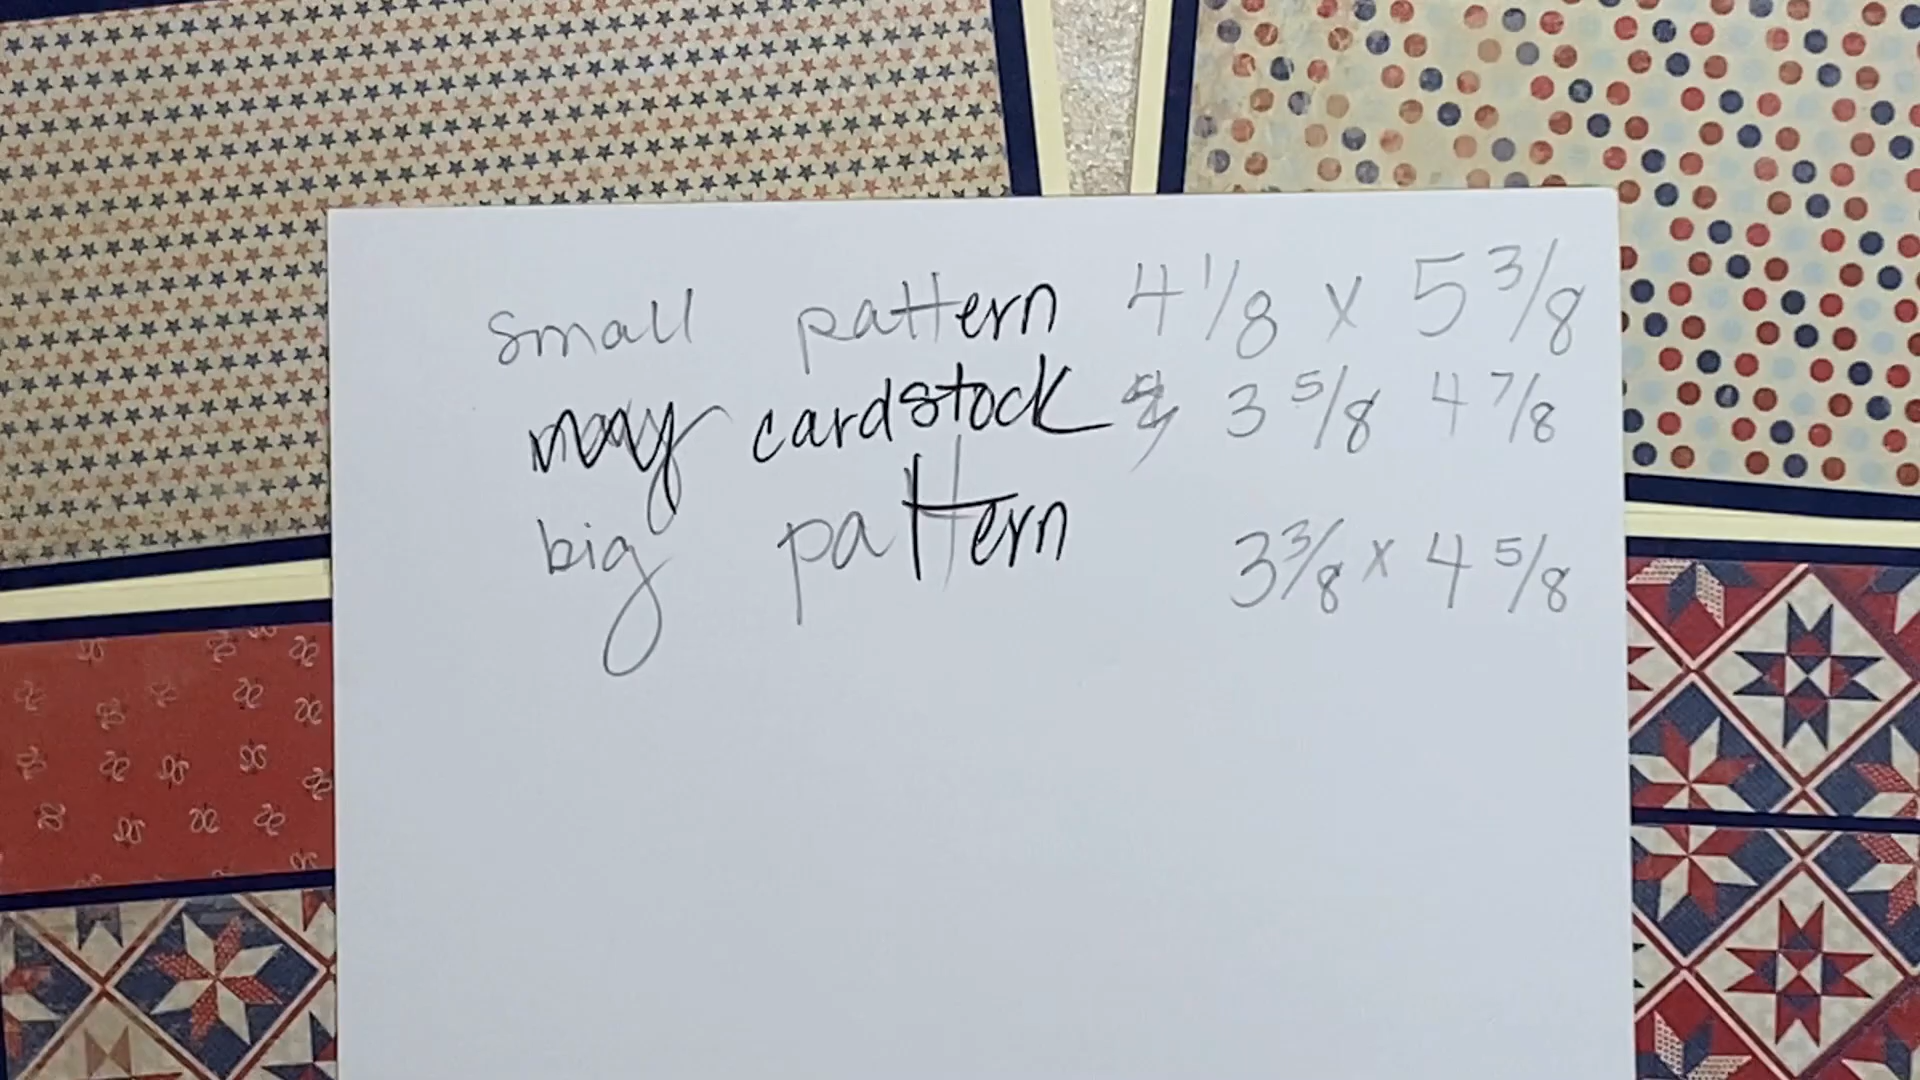 small pattern 4 1/8 x 5 3/8
cardstock 3 5/8 4 7/8
big pattern 3 3/8 x 4 5/8